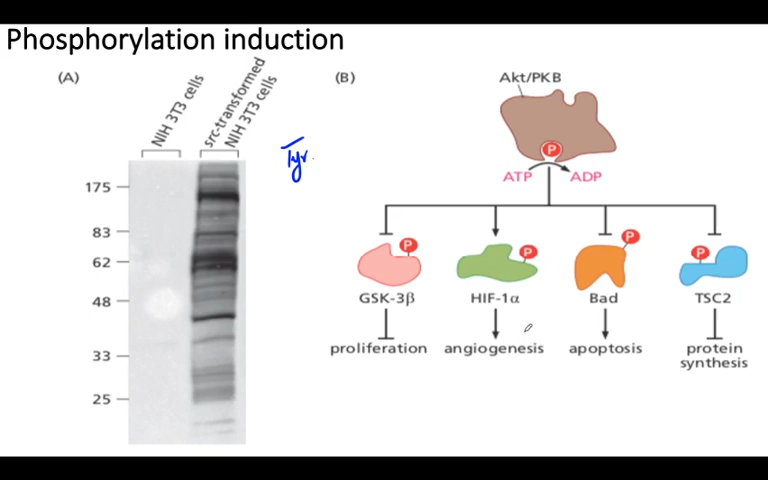 Phosphorylation induction
(A)
NIH 3T3 cells
src-transformed
NIH 3T3 cells
175
83
62
48
33
25
Tyr.
(B)
Akt/PKB
P
ATP
ADP
P
P
P
P
GSK-3β
HIF-1α
Bad
TSC2
proliferation
angiogenesis
apoptosis
protein
synthesis